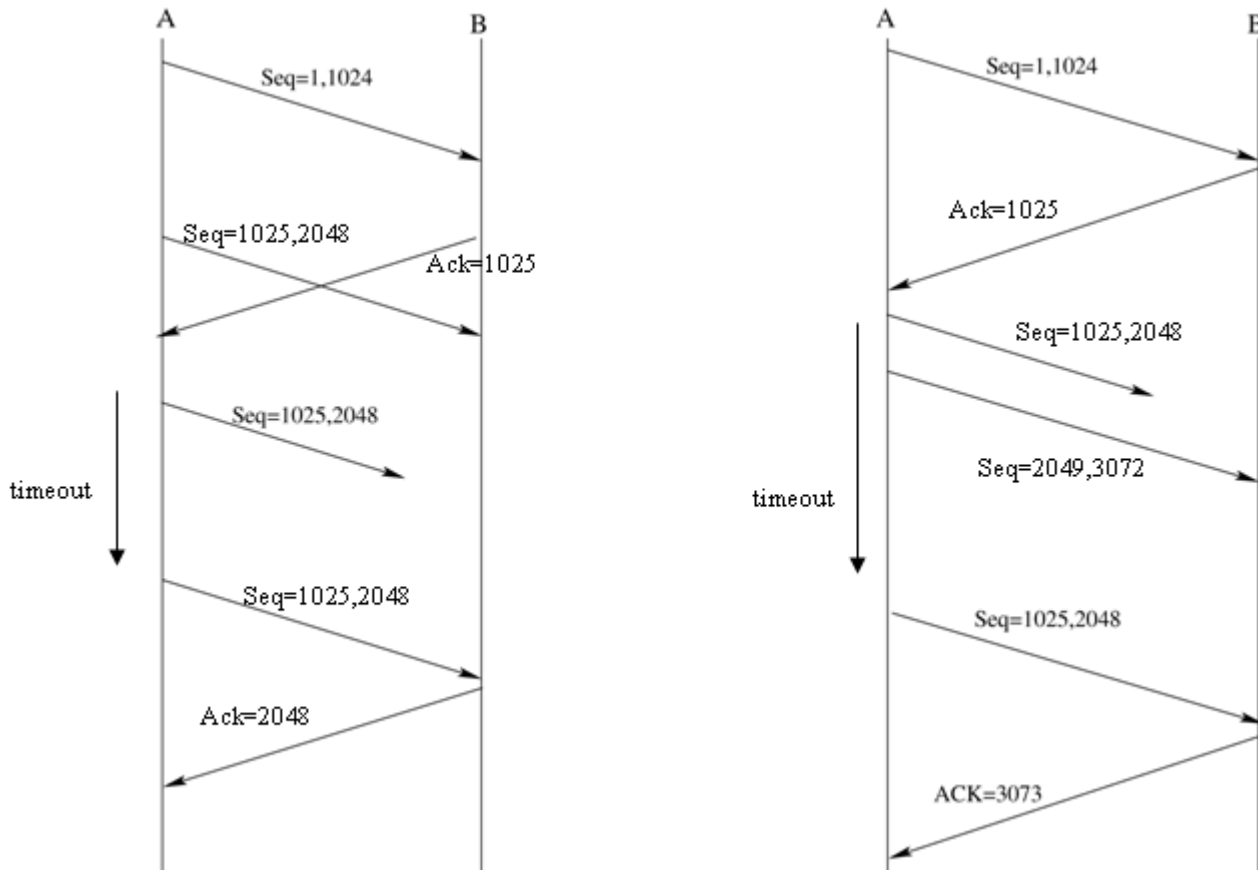 A
B
Seq=1,1024
Seq=1025,2048
Ack=1025
Seq=1025,2048
timeout
Seq=1025,2048
Ack=2048
A
B
Seq=1,1024
Ack=1025
Seq=1025,2048
Seq=2049,3072
timeout
Seq=1025,2048
ACK=3073